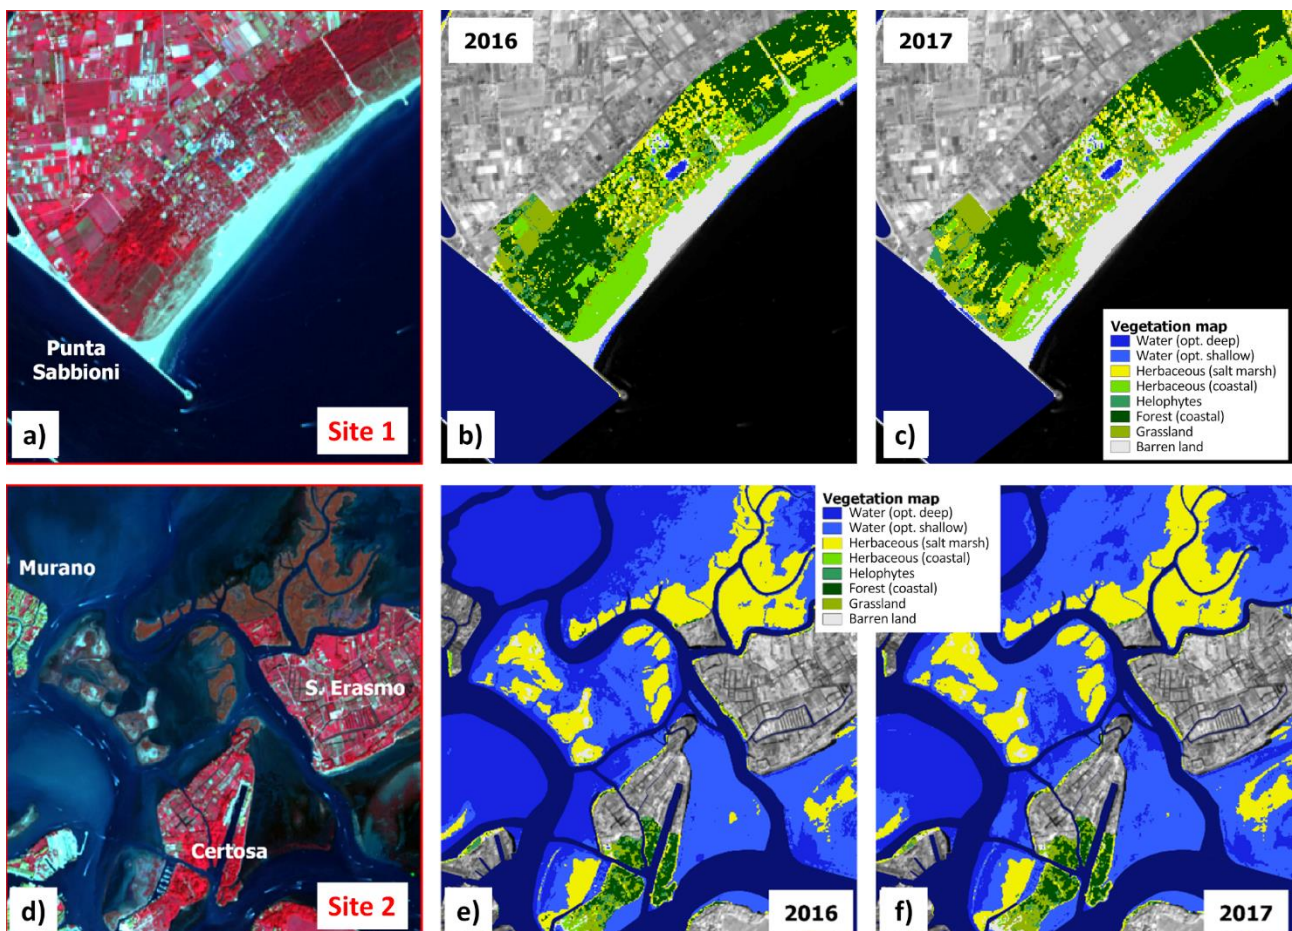 2016
2017
Punta
Sabbioni
a)
Site 1
b)
c)
Vegetation map
Water (opt. deep)
Water (opt. shallow)
Herbaceous (salt marsh)
Herbaceous (coastal)
Helophytes
Forest (coastal)
Grassland
Barren land
Murano
S. Erasmo
Certosa
d)
Site 2
Vegetation map
Water (opt. deep)
Water (opt. shallow)
Herbaceous (salt marsh)
Herbaceous (coastal)
Helophytes
Forest (coastal)
Grassland
Barren land
e)
2016
f)
2017